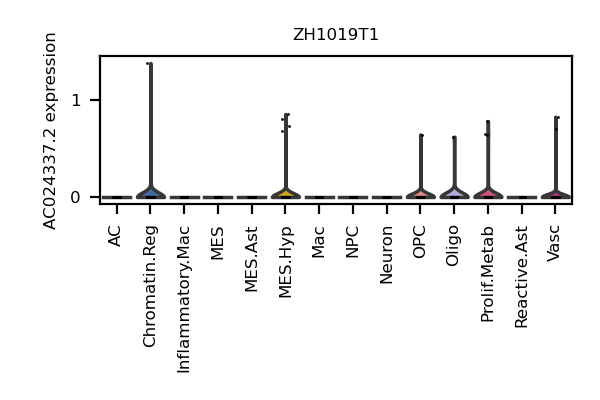 ZH1019T1
AC024337.2 expression
1
0
AC
Chromatin.Reg
Inflammatory.Mac
MES
MES.Ast
MES.Hyp
Mac
NPC
Neuron
OPC
Oligo
Prolif.Metab
Reactive.Ast
Vasc